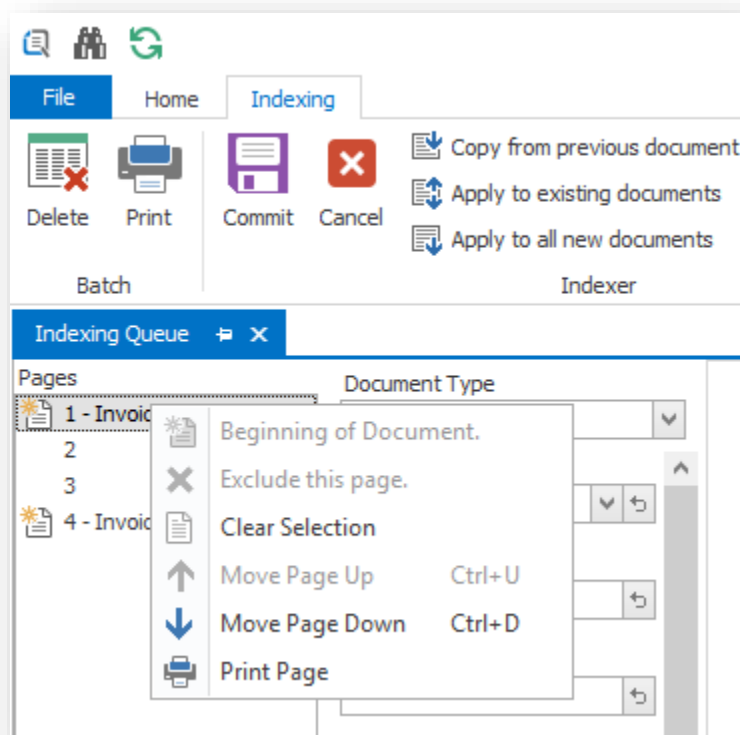 File Home Indexing
Copy from previous document
Apply to existing documents
Apply to all new documents
Delete Print Commit Cancel
Batch Indexer
Indexing Queue
Pages
Document Type
1 - Invoic
2
3
4 - Invoic
Beginning of Document.
Exclude this page.
Clear Selection
Move Page Up Ctrl+U
Move Page Down Ctrl+D
Print Page